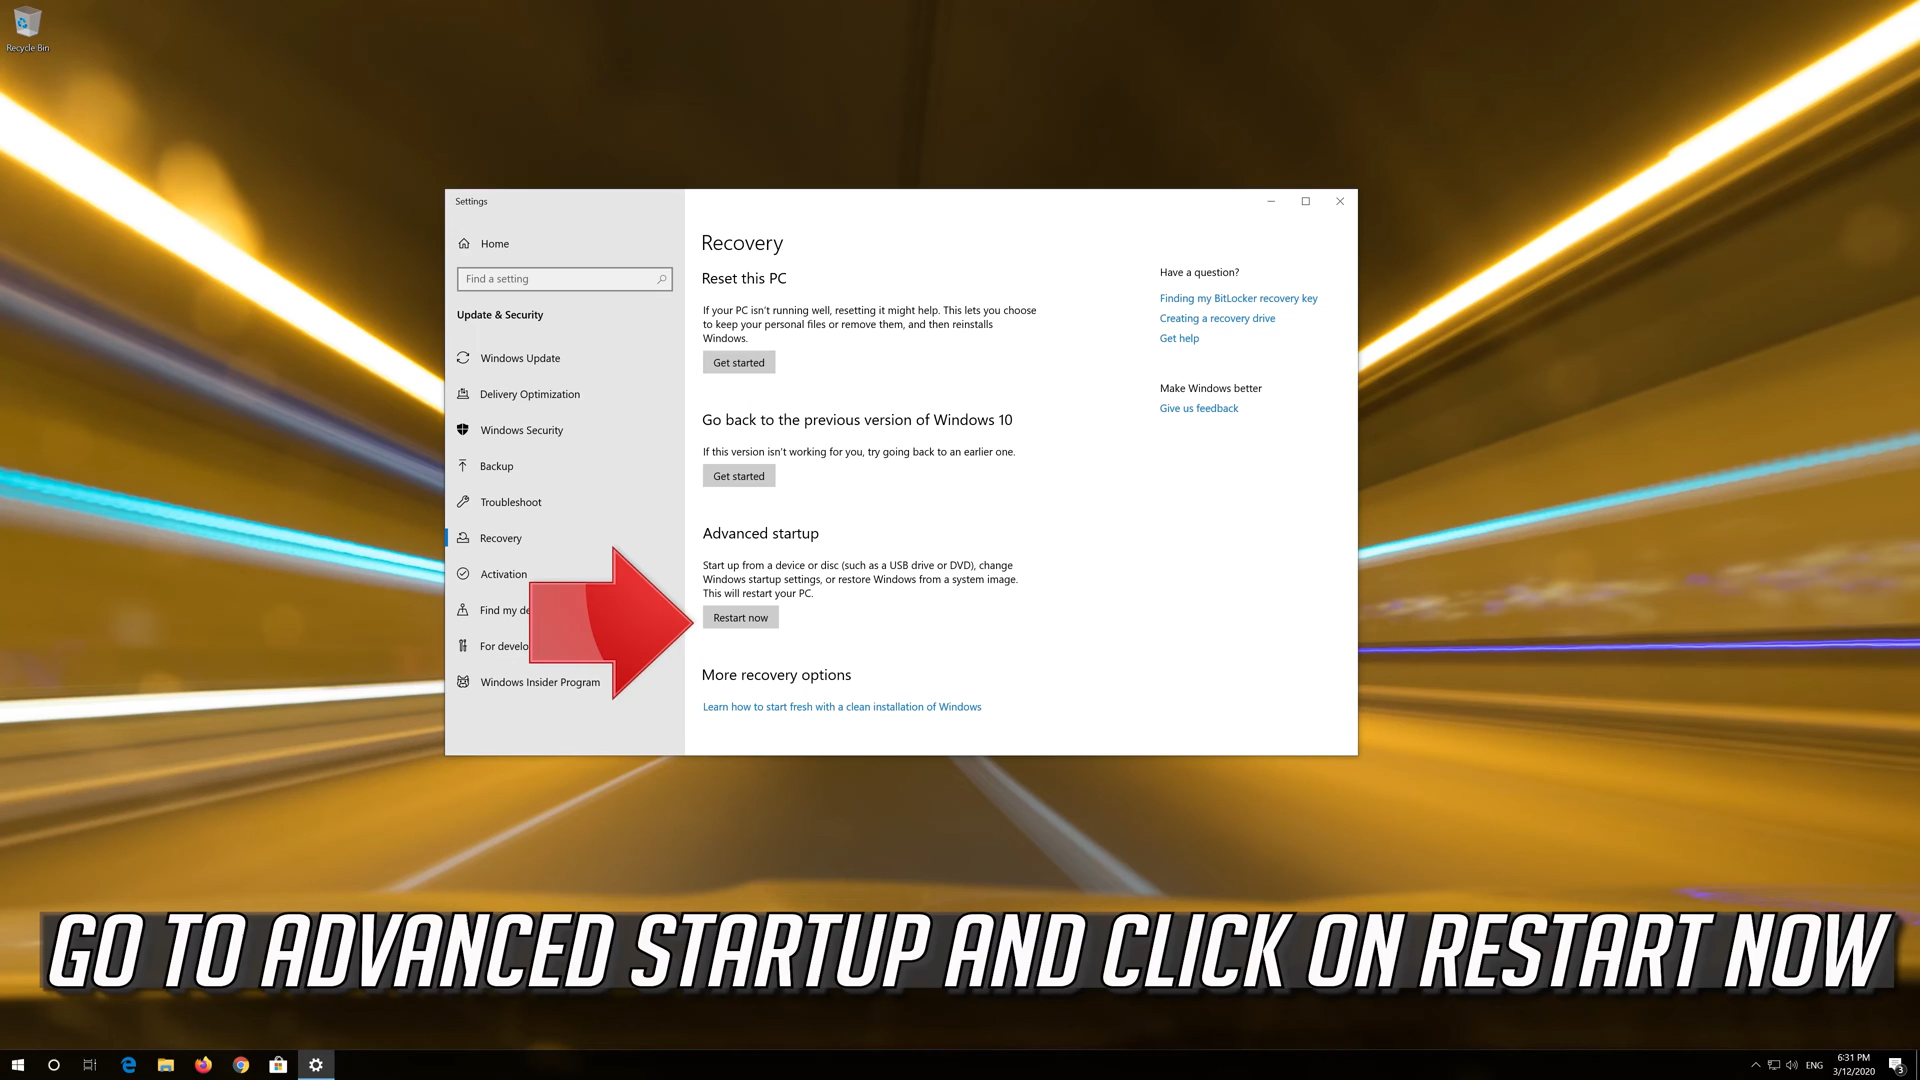 Recycle Bin
Settings
Home
Find a setting
Update & Security
Windows Update
Delivery Optimization
Windows Security
Backup
Troubleshoot
Recovery
Activation
Find my de
For develo
Windows Insider Program
Recovery
Reset this PC
If your PC isn't running well, resetting it might help. This lets you choose
to keep your personal files or remove them, and then reinstalls
Windows.
Get started
Go back to the previous version of Windows 10
If this version isn't working for you, try going back to an earlier one.
Get started
Advanced startup
Start up from a device or disc (such as a USB drive or DVD), change
Windows startup settings, or restore Windows from a system image.
This will restart your PC.
Restart now
More recovery options
Learn how to start fresh with a clean installation of Windows
Have a question?
Finding my BitLocker recovery key
Creating a recovery drive
Get help
Make Windows better
Give us feedback
GO TO ADVANCED STARTUP AND CLICK ON RESTART NOW
ENG
6:31 PM
3/12/2020
3